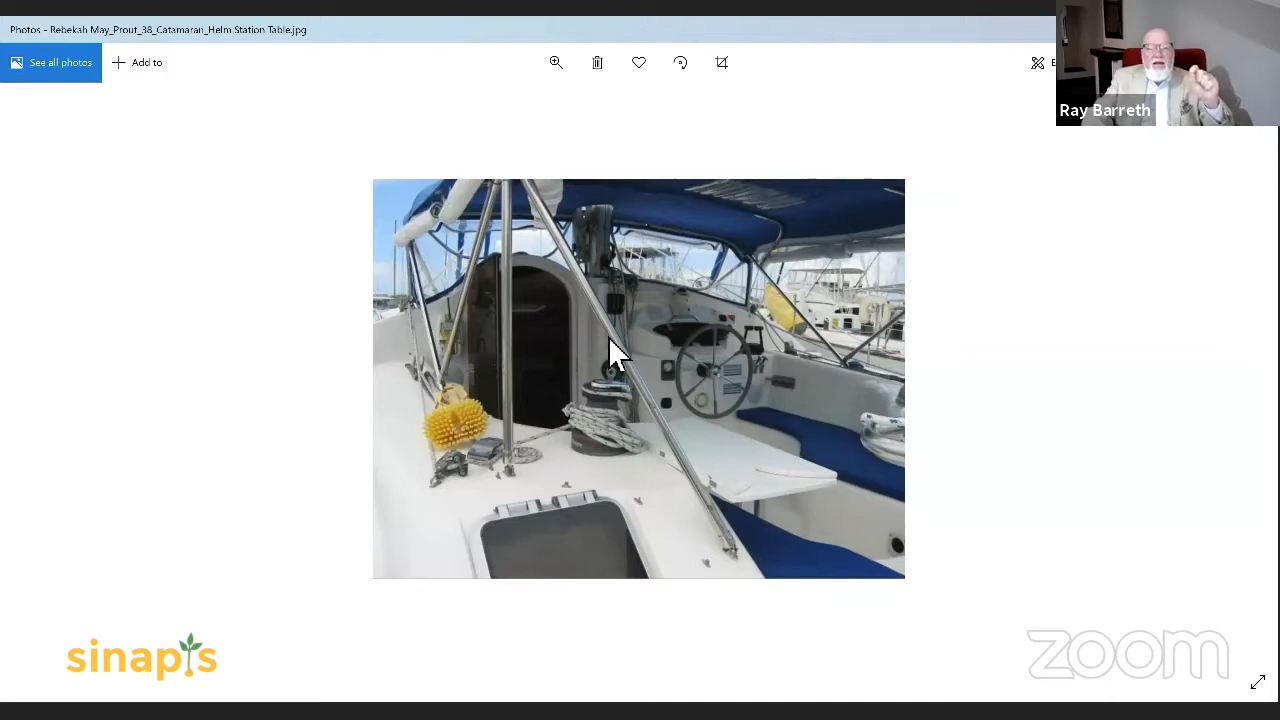 Photos - Rebekah May_Prout_38_Catamaran_Helm Station Table.jpg
See all photos
Add to
Ray Barreth
sinapis
zoom